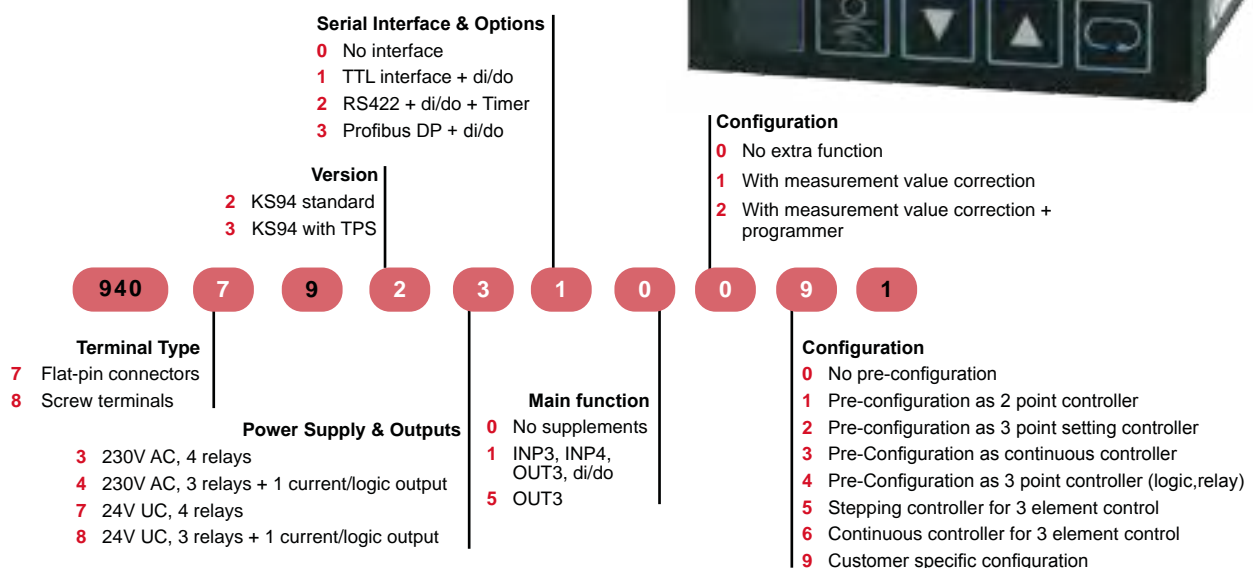 Serial Interface & Options
0 No interface
1 TTL interface + di/do
2 RS422 + di/do + Timer
3 Profibus DP + di/do
Configuration
0 No extra function
1 With measurement value correction
2 With measurement value correction +
programmer
Version
2 KS94 standard
3 KS94 with TPS
940 7 9 2 3 1 0 0 9 1
Terminal Type
7 Flat-pin connectors
8 Screw terminals
Power Supply & Outputs
3 230V AC, 4 relays
4 230V AC, 3 relays + 1 current/logic output
7 24V UC, 4 relays
8 24V UC, 3 relays + 1 current/logic output
Main function
0 No supplements
1 INP3, INP4,
OUT3, di/do
5 OUT3
Configuration
0 No pre-configuration
1 Pre-configuration as 2 point controller
2 Pre-configuration as 3 point setting controller
3 Pre-Configuration as continuous controller
4 Pre-Configuration as 3 point controller (logic,relay)
5 Stepping controller for 3 element control
6 Continuous controller for 3 element control
9 Customer specific configuration